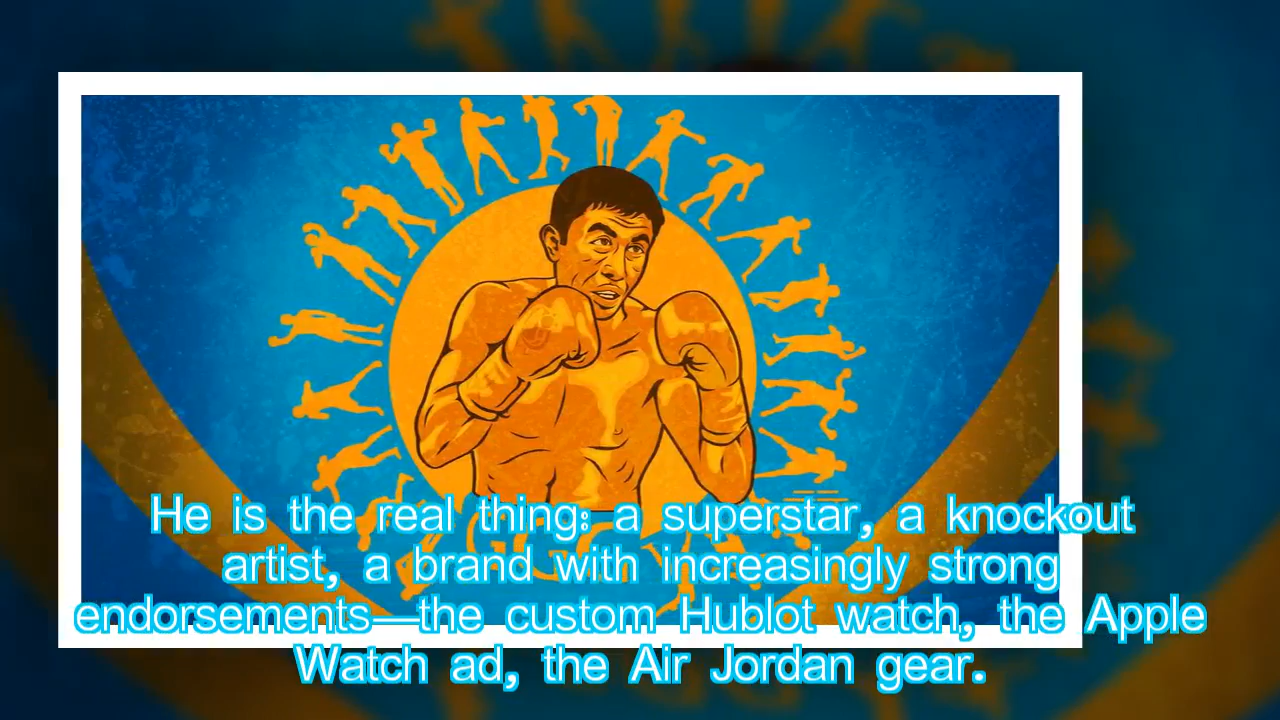 He is the real thing: a superstar, a knockout
artist, a brand with increasingly strong
endorsements—the custom Hublot watch, the Apple
Watch ad, the Air Jordan gear.